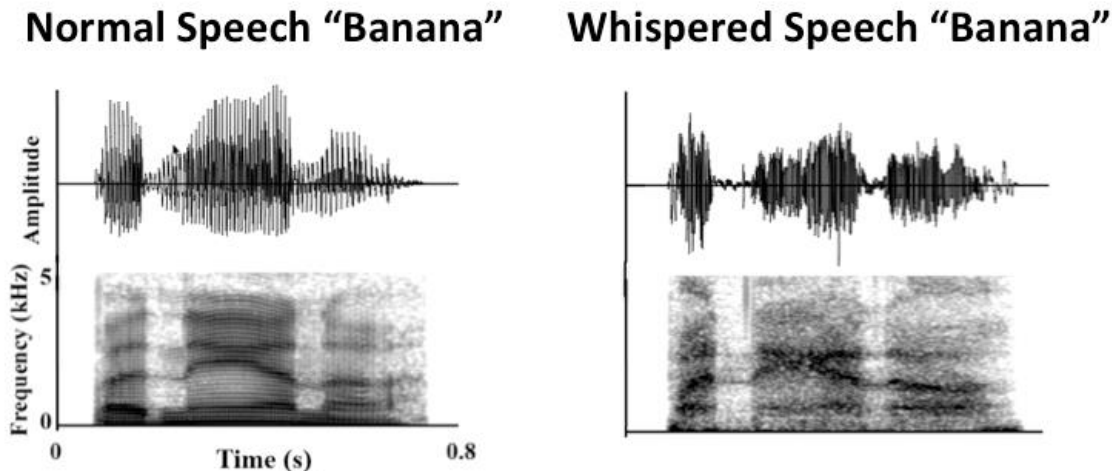 Normal Speech “Banana”
Whispered Speech “Banana”
Amplitude
Frequency (kHz)
5
0
0
Time (s)
0.8